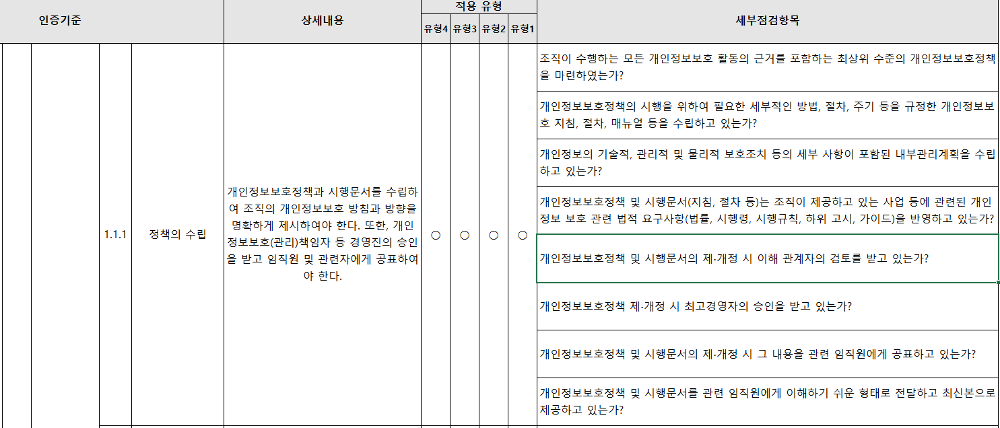 인증기준
상세내용
적용 유형
유형4 유형3 유형2 유형1
세부점검항목
1.1.1
정책의 수립
개인정보보호정책과 시행문서를 수립하
여 조직의 개인정보보호 방침과 방향을
명확하게 제시하여야 한다. 또한, 개인
정보보호(관리)책임자 등 경영진의 승인
을 받고 임직원 및 관련자에게 공표하여
야 한다.
○ ○ ○ ○
조직이 수행하는 모든 개인정보보호 활동의 근거를 포함하는 최상위 수준의 개인정보보호정책
을 마련하였는가?
개인정보보호정책의 시행을 위하여 필요한 세부적인 방법, 절차, 주기 등을 규정한 개인정보보
호 지침, 절차, 매뉴얼 등을 수립하고 있는가?
개인정보의 기술적, 관리적 및 물리적 보호조치 등의 세부 사항이 포함된 내부관리계획을 수립
하고 있는가?
개인정보보호정책 및 시행문서(지침, 절차 등)는 조직이 제공하고 있는 사업 등에 관련된 개인
정보 보호 관련 법적 요구사항(법률, 시행령, 시행규칙, 하위 고시, 가이드)을 반영하고 있는가?
개인정보보호정책 및 시행문서의 제·개정 시 이해 관계자의 검토를 받고 있는가?
개인정보보호정책 제·개정 시 최고경영자의 승인을 받고 있는가?
개인정보보호정책 및 시행문서의 제·개정 시 그 내용을 관련 임직원에게 공표하고 있는가?
개인정보보호정책 및 시행문서를 관련 임직원에게 이해하기 쉬운 형태로 전달하고 최신본으로
제공하고 있는가?